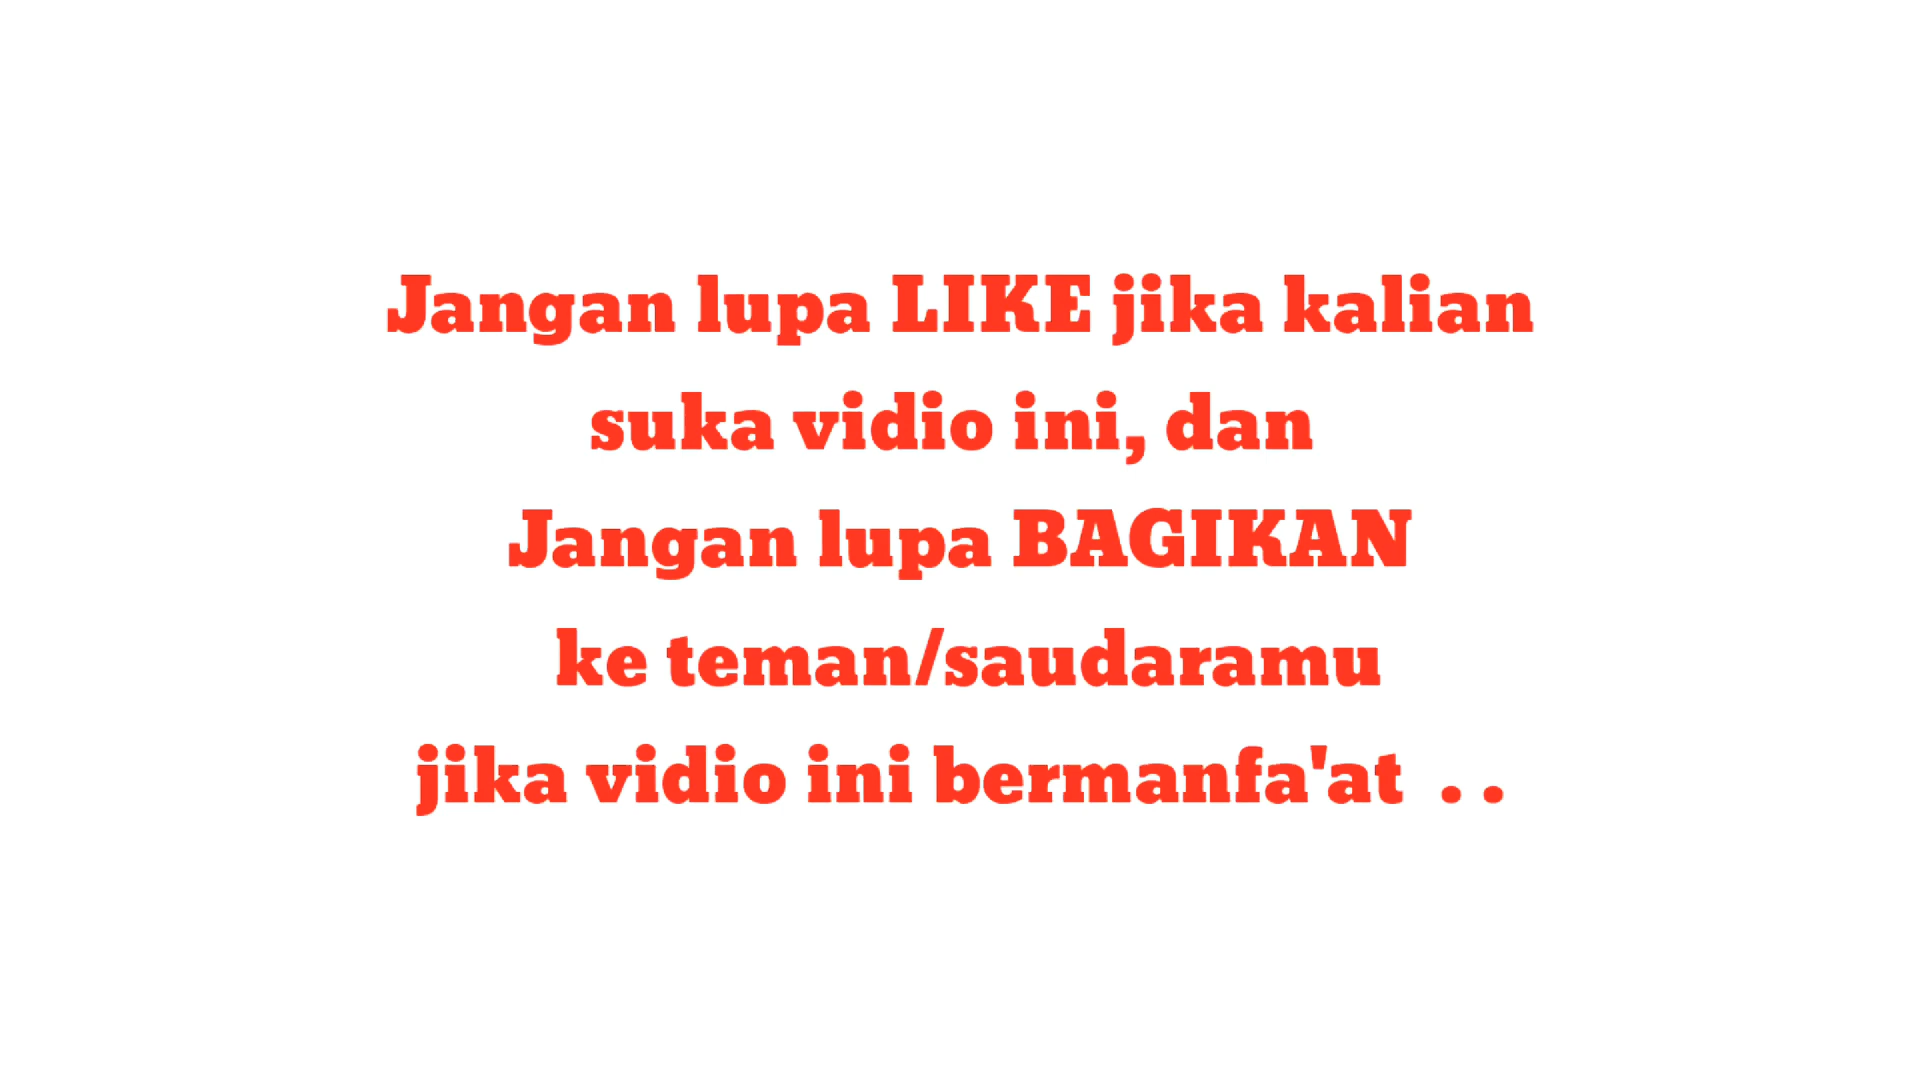 Jangan lupa LIKE jika kalian
suka vidio ini, dan
Jangan lupa BAGIKAN
ke teman/saudaramu
jika vidio ini bermanfa'at  . .